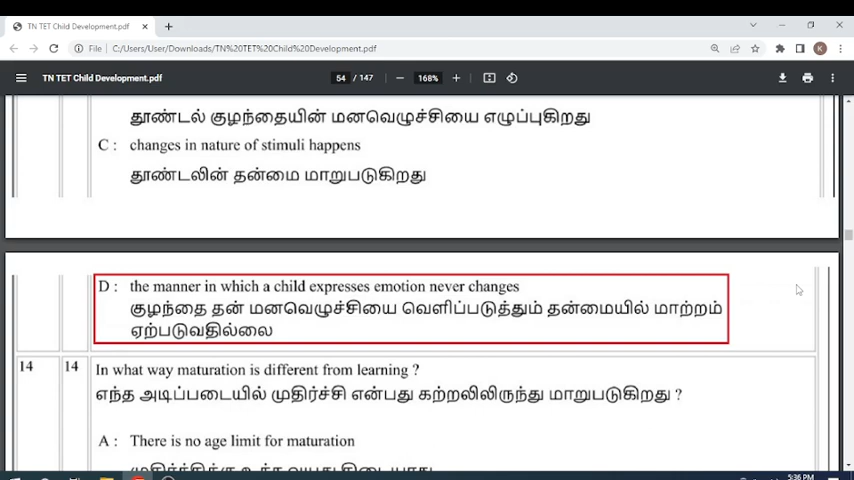 TN TET Child Development.pdf
File
C:/Users/User/Downloads/TN%20TET%20Child%20Development.pdf
K
TN TET Child Development.pdf
54 / 147
168%
தூண்டல் குழந்தையின் மனவெழுச்சியை எழுப்புகிறது
C : changes in nature of stimuli happens
தூண்டலின் தன்மை மாறுபடுகிறது
D : the manner in which a child expresses emotion never changes
குழந்தை தன் மனவெழுச்சியை வெளிப்படுத்தும் தன்மையில் மாற்றம்
ஏற்படுவதில்லை
14 14 In what way maturation is different from learning ?
எந்த அடிப்படையில் முதிர்ச்சி என்பது கற்றலிலிருந்து மாறுபடுகிறது ?
A : There is no age limit for maturation
5:36 PM